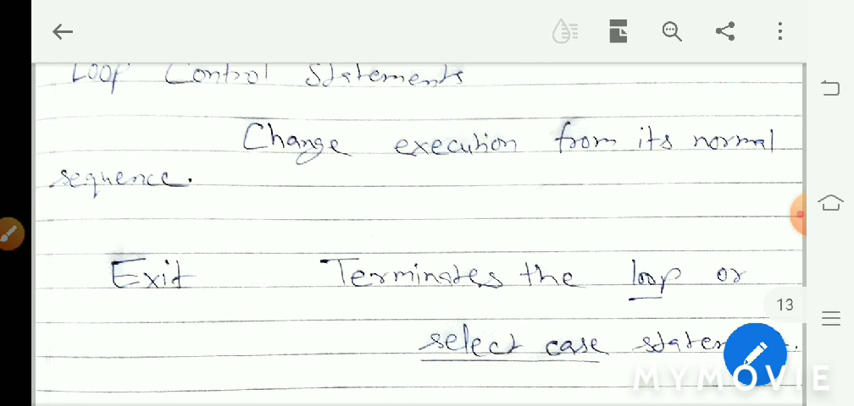 Loop Control Statements
Change execution from its normal
sequence.
Exit Terminates the loop or
13
select case
MYMOVIE